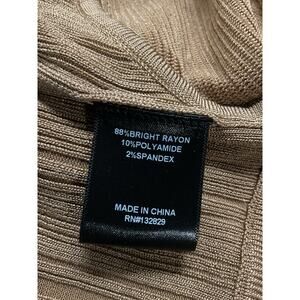 88%BRIGHT RAYON
10%POLYAMIDE
2%SPANDEX
MADE IN CHINA
RN#132829